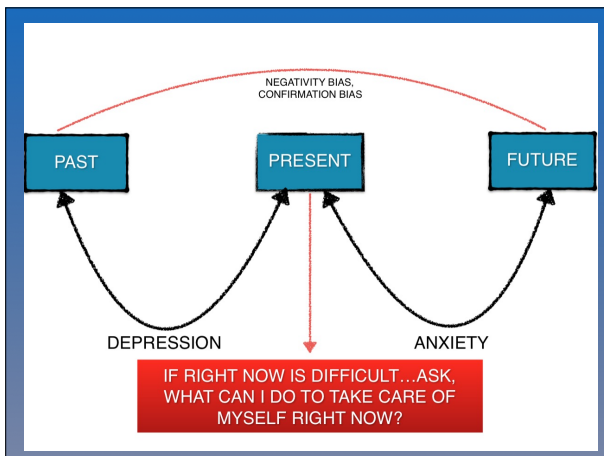 NEGATIVITY BIAS,
CONFIRMATION BIAS
PAST
PRESENT
FUTURE
DEPRESSION
ANXIETY
IF RIGHT NOW IS DIFFICULT...ASK,
WHAT CAN I DO TO TAKE CARE OF
MYSELF RIGHT NOW?